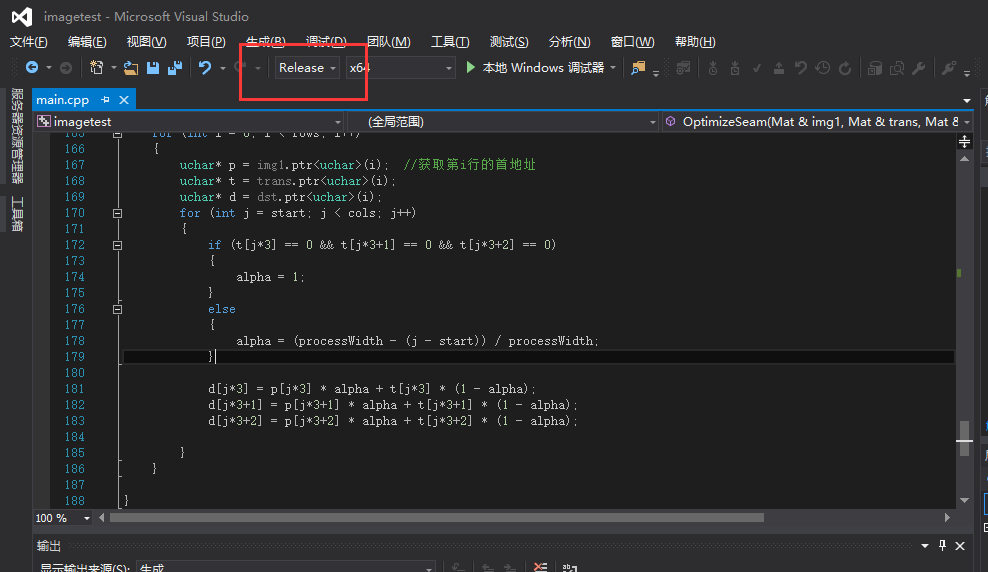 imagetest - Microsoft Visual Studio
文件(F) 编辑(E) 视图(V) 项目(P) 生成(B) 调试(D) 团队(M) 工具(T) 测试(S) 分析(N) 窗口(W) 帮助(H)
Release x64 本地 Windows 调试器
服务器资源管理器
工具箱
main.cpp
imagetest (全局范围) OptimizeSeam(Mat & img1, Mat & trans, Mat &
165 for (int i = 0; i < rows; i++)
166 {
167 uchar* p = img1.ptr<uchar>(i); //获取第i行的首地址
168 uchar* t = trans.ptr<uchar>(i);
169 uchar* d = dst.ptr<uchar>(i);
170 for (int j = start; j < cols; j++)
171 {
172 if (t[j*3] == 0 && t[j*3+1] == 0 && t[j*3+2] == 0)
173 {
174 alpha = 1;
175 }
176 else
177 {
178 alpha = (processWidth - (j - start)) / processWidth;
179 }
180
181 d[j*3] = p[j*3] * alpha + t[j*3] * (1 - alpha);
182 d[j*3+1] = p[j*3+1] * alpha + t[j*3+1] * (1 - alpha);
183 d[j*3+2] = p[j*3+2] * alpha + t[j*3+2] * (1 - alpha);
184
185 }
186 }
187
188 }
100 %
输出
显示输出来源(S): 生成